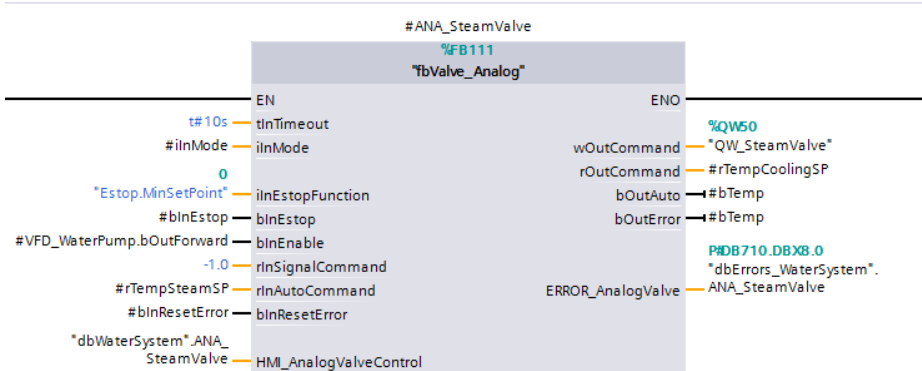 #ANA_SteamValve
%FB111
"fbValve_Analog"
EN ENO
t#10s tInTimeout
%QW50
#iInMode iInMode wOutCommand "QW_SteamValve"
rOutCommand #rTempCoolingSP
0
"Estop.MinSetPoint" iInEstopFunction bOutAuto #bTemp
#bInEstop bInEstop bOutError #bTemp
#VFD_WaterPump.bOutForward bInEnable
P#DB710.DBX8.0
-1.0 rInSignalCommand "dbErrors_WaterSystem".
#rTempSteamSP rInAutoCommand ERROR_AnalogValve ANA_SteamValve
#bInResetError bInResetError
"dbWaterSystem".ANA_
SteamValve HMI_AnalogValveControl